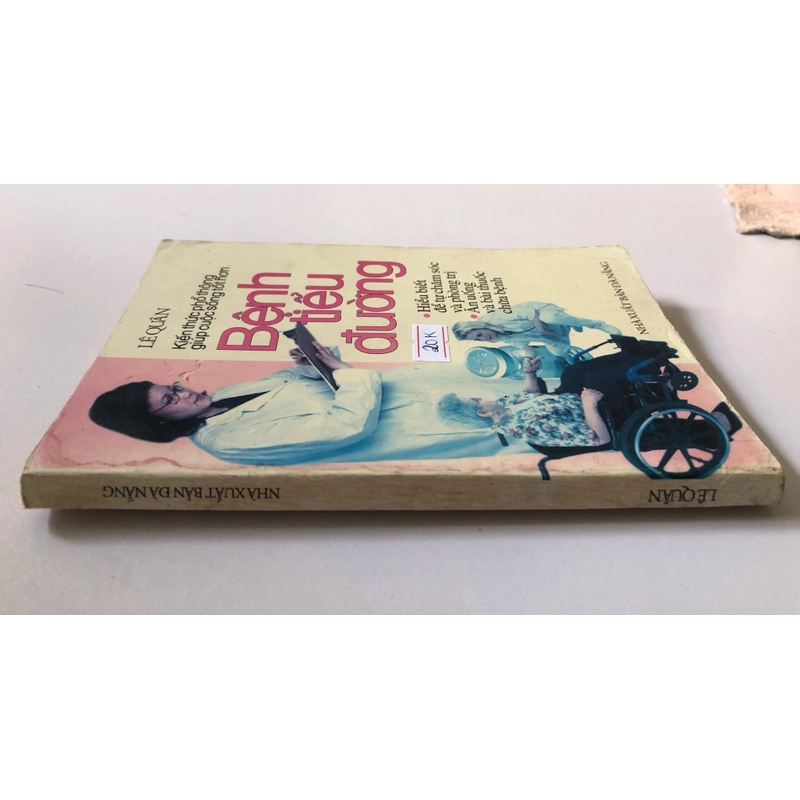 LÊ QUÂN
Kiến thức phổ thông
giúp cuộc sống tốt hơn
Bệnh
tiểu
đường
• Hiểu biết
để tự chăm sóc
và phòng trị
• Ăn uống
và bài thuốc
chữa bệnh
20K
NHÀ XUẤT BẢN ĐÀ NẴNG
LÊ QUÂN
NHÀ XUẤT BẢN ĐÀ NẴNG